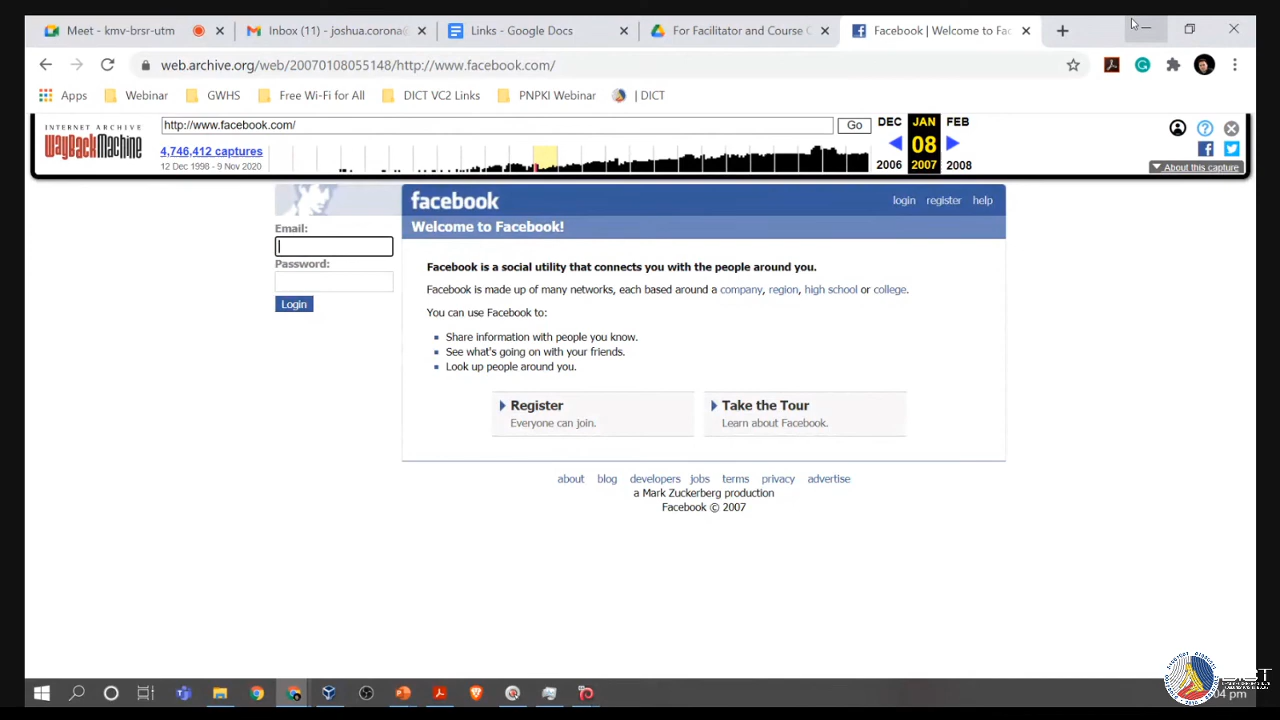 Meet - kmv-brsr-utm
Inbox (11) - joshua.corona@
Links - Google Docs
For Facilitator and Course C
Facebook | Welcome to Fac
web.archive.org/web/20070108055148/http://www.facebook.com/
Apps
Webinar
GWHS
Free Wi-Fi for All
DICT VC2 Links
PNPKI Webinar
| DICT
INTERNET ARCHIVE
WayBackMachine
http://www.facebook.com/
Go
4,746,412 captures
12 Dec 1998 - 9 Nov 2020
DEC JAN FEB
08
2006 2007 2008
About this capture
facebook
login register help
Welcome to Facebook!
Email:
Password:
Login
Facebook is a social utility that connects you with the people around you.
Facebook is made up of many networks, each based around a company, region, high school or college.
You can use Facebook to:
Share information with people you know.
See what's going on with your friends.
Look up people around you.
Register
Everyone can join.
Take the Tour
Learn about Facebook.
about blog developers jobs terms privacy advertise
a Mark Zuckerberg production
Facebook © 2007
DICT
:04 pm